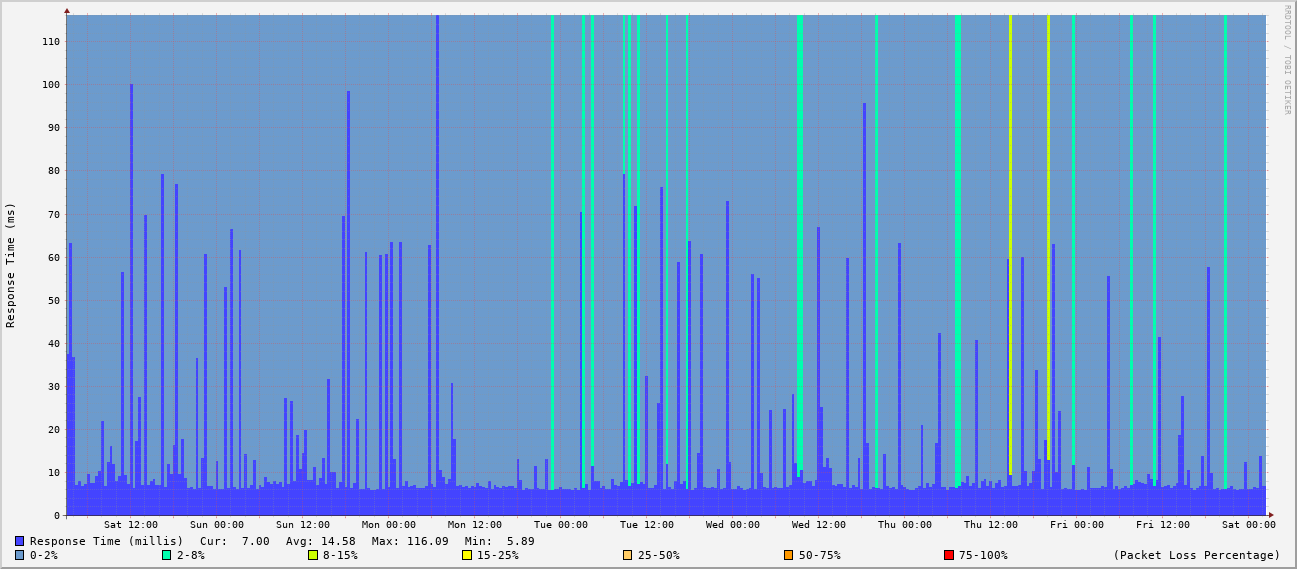 RRDTOOL / TOBI OETIKER
Response Time (ms)
110
100
90
80
70
60
50
40
30
20
10
0
Sat 12:00 Sun 00:00 Sun 12:00 Mon 00:00 Mon 12:00 Tue 00:00 Tue 12:00 Wed 00:00 Wed 12:00 Thu 00:00 Thu 12:00 Fri 00:00 Fri 12:00 Sat 00:00
Response Time (millis) Cur: 7.00 Avg: 14.58 Max: 116.09 Min: 5.89
0-2% 2-8% 8-15% 15-25% 25-50% 50-75% 75-100% (Packet Loss Percentage)